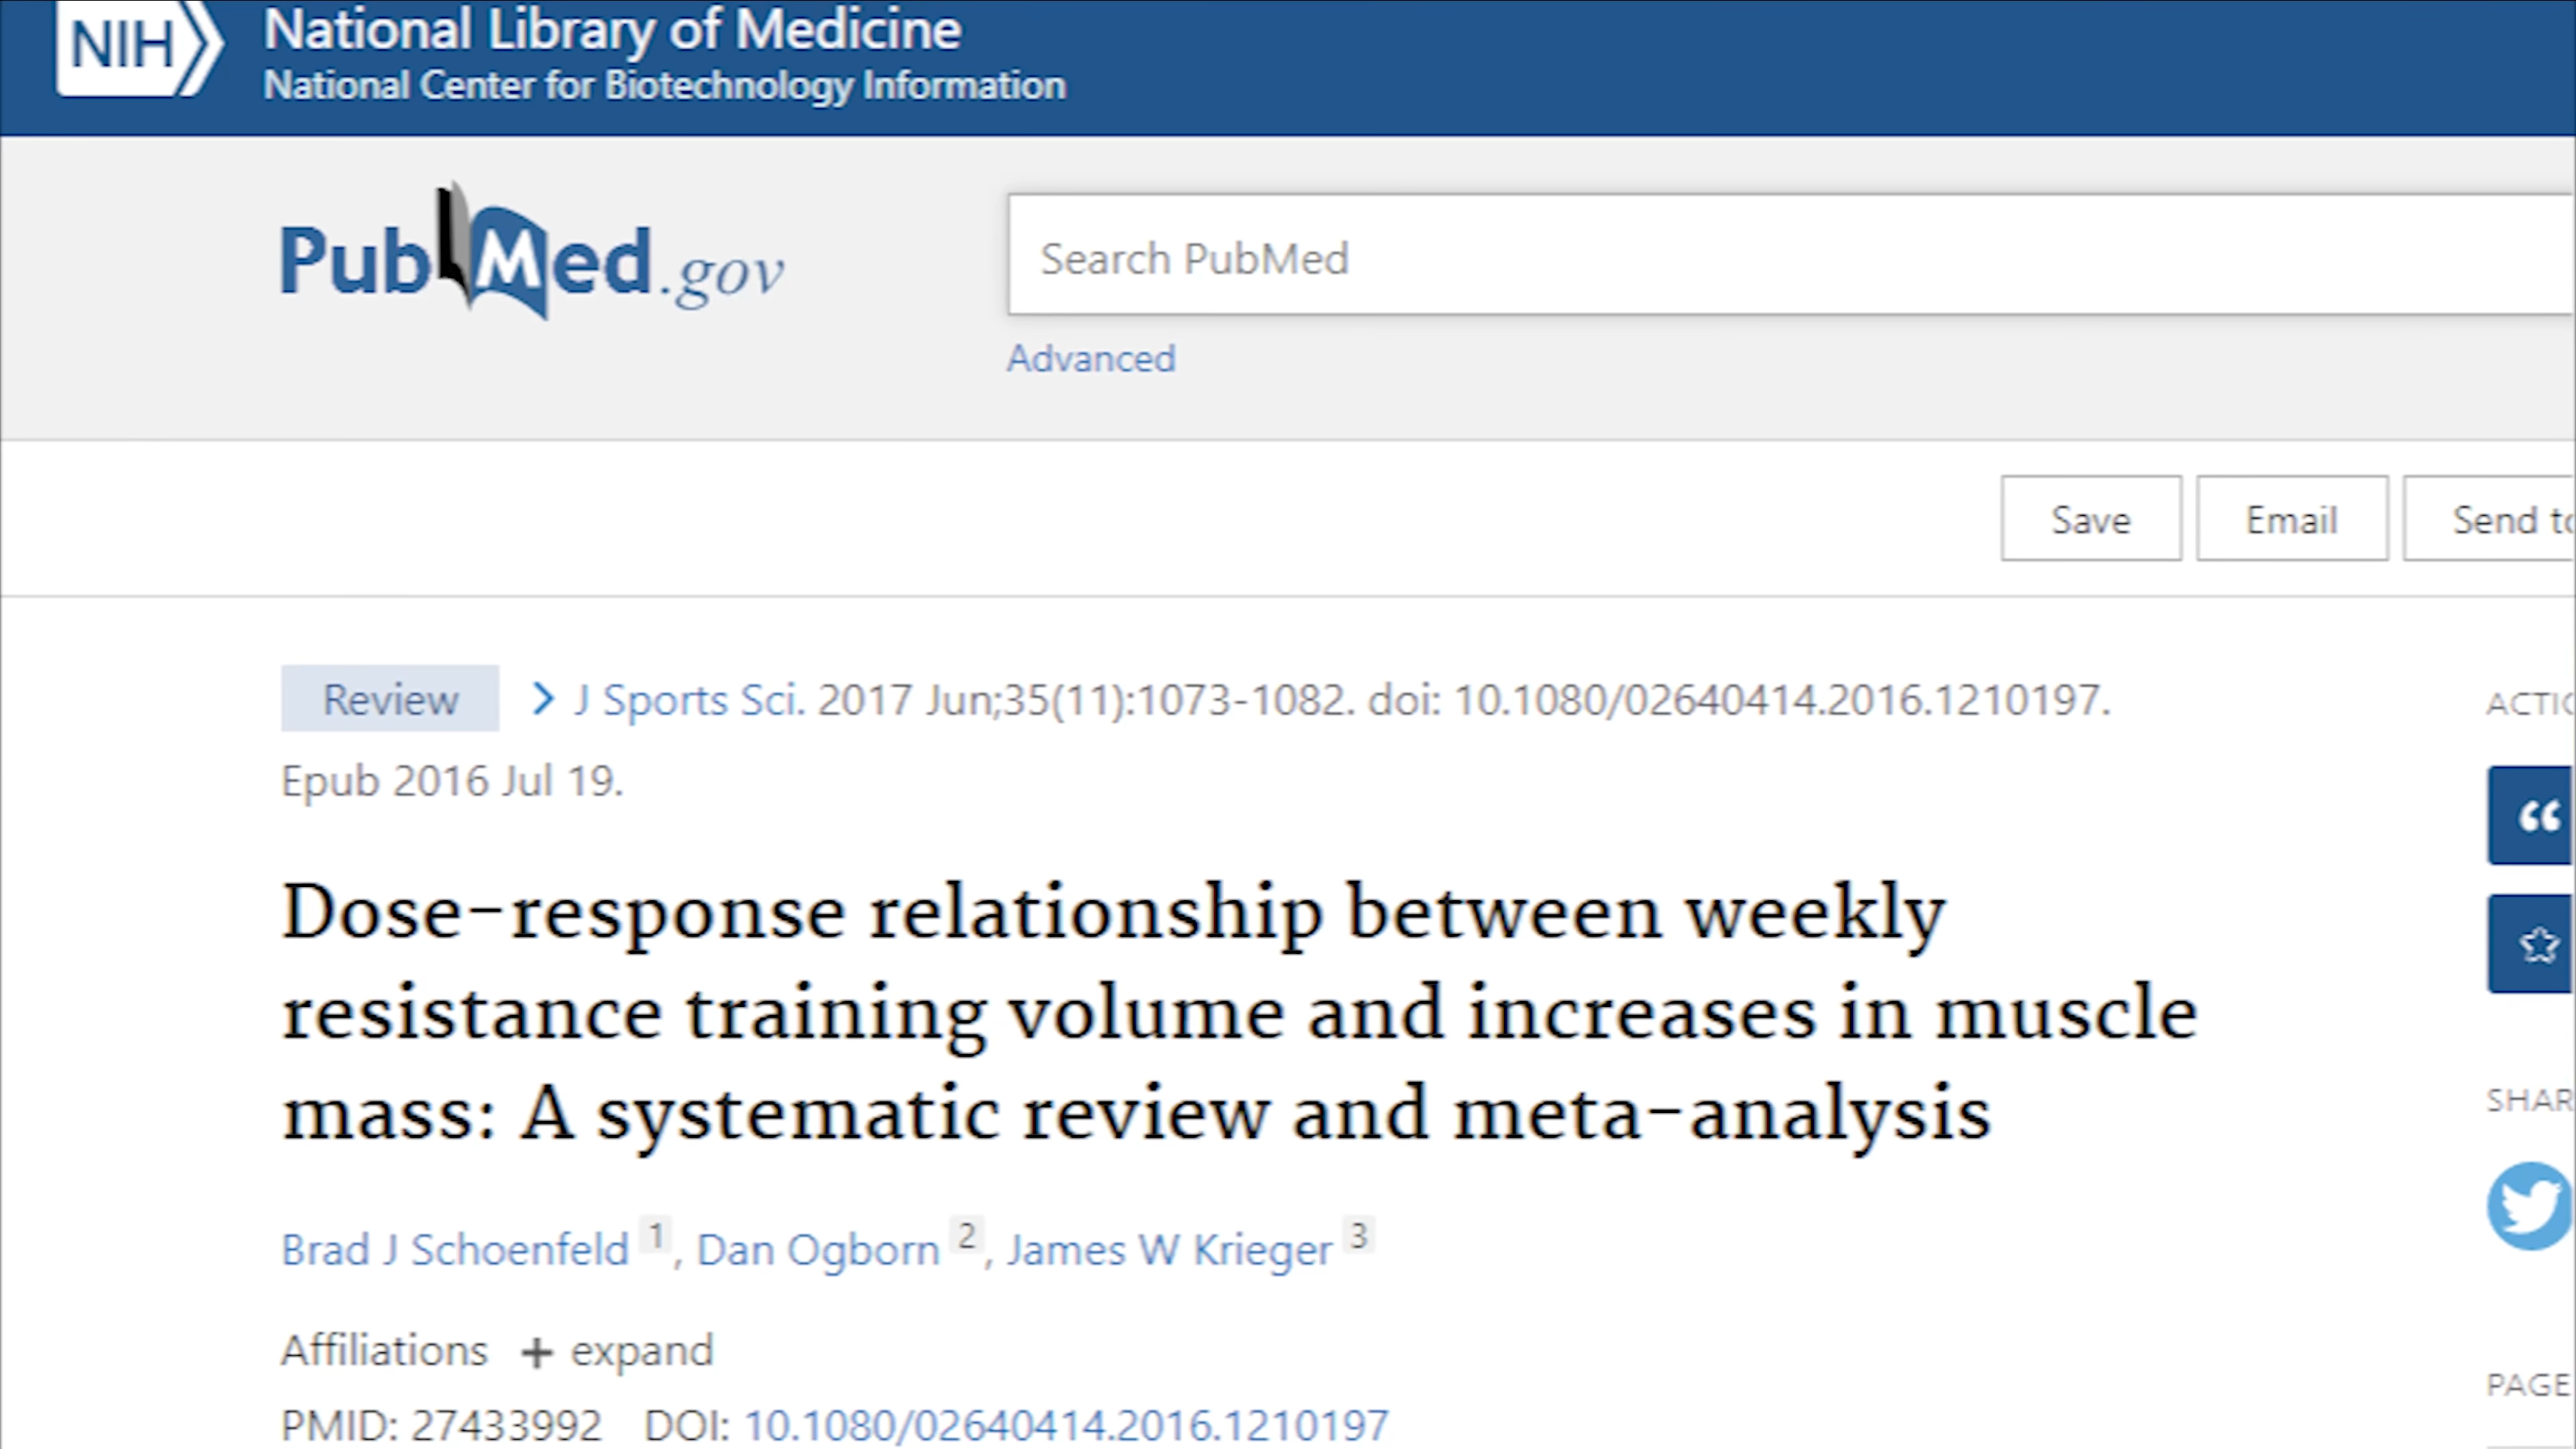 NIH
National Library of Medicine
National Center for Biotechnology Information
PubMed.gov
Search PubMed
Advanced
Save
Email
Send to
Review
J Sports Sci. 2017 Jun;35(11):1073-1082. doi: 10.1080/02640414.2016.1210197.
Epub 2016 Jul 19.
Dose-response relationship between weekly
resistance training volume and increases in muscle
mass: A systematic review and meta-analysis
Brad J Schoenfeld 1, Dan Ogborn 2, James W Krieger 3
Affiliations + expand
PMID: 27433992 DOI: 10.1080/02640414.2016.1210197
PAGE